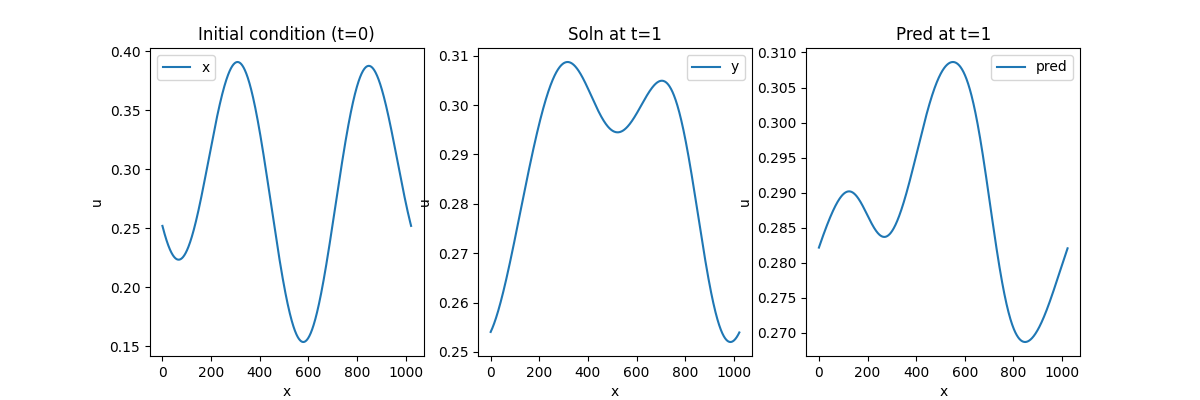 Initial condition (t=0)
x
0.40
0.35
0.30
0.25
0.20
0.15
u
0 200 400 600 800 1000
x
Soln at t=1
y
0.31
0.30
0.29
0.28
0.27
0.26
0.25
u
0 200 400 600 800 1000
x
Pred at t=1
pred
0.310
0.305
0.300
0.295
0.290
0.285
0.280
0.275
0.270
u
0 200 400 600 800 1000
x